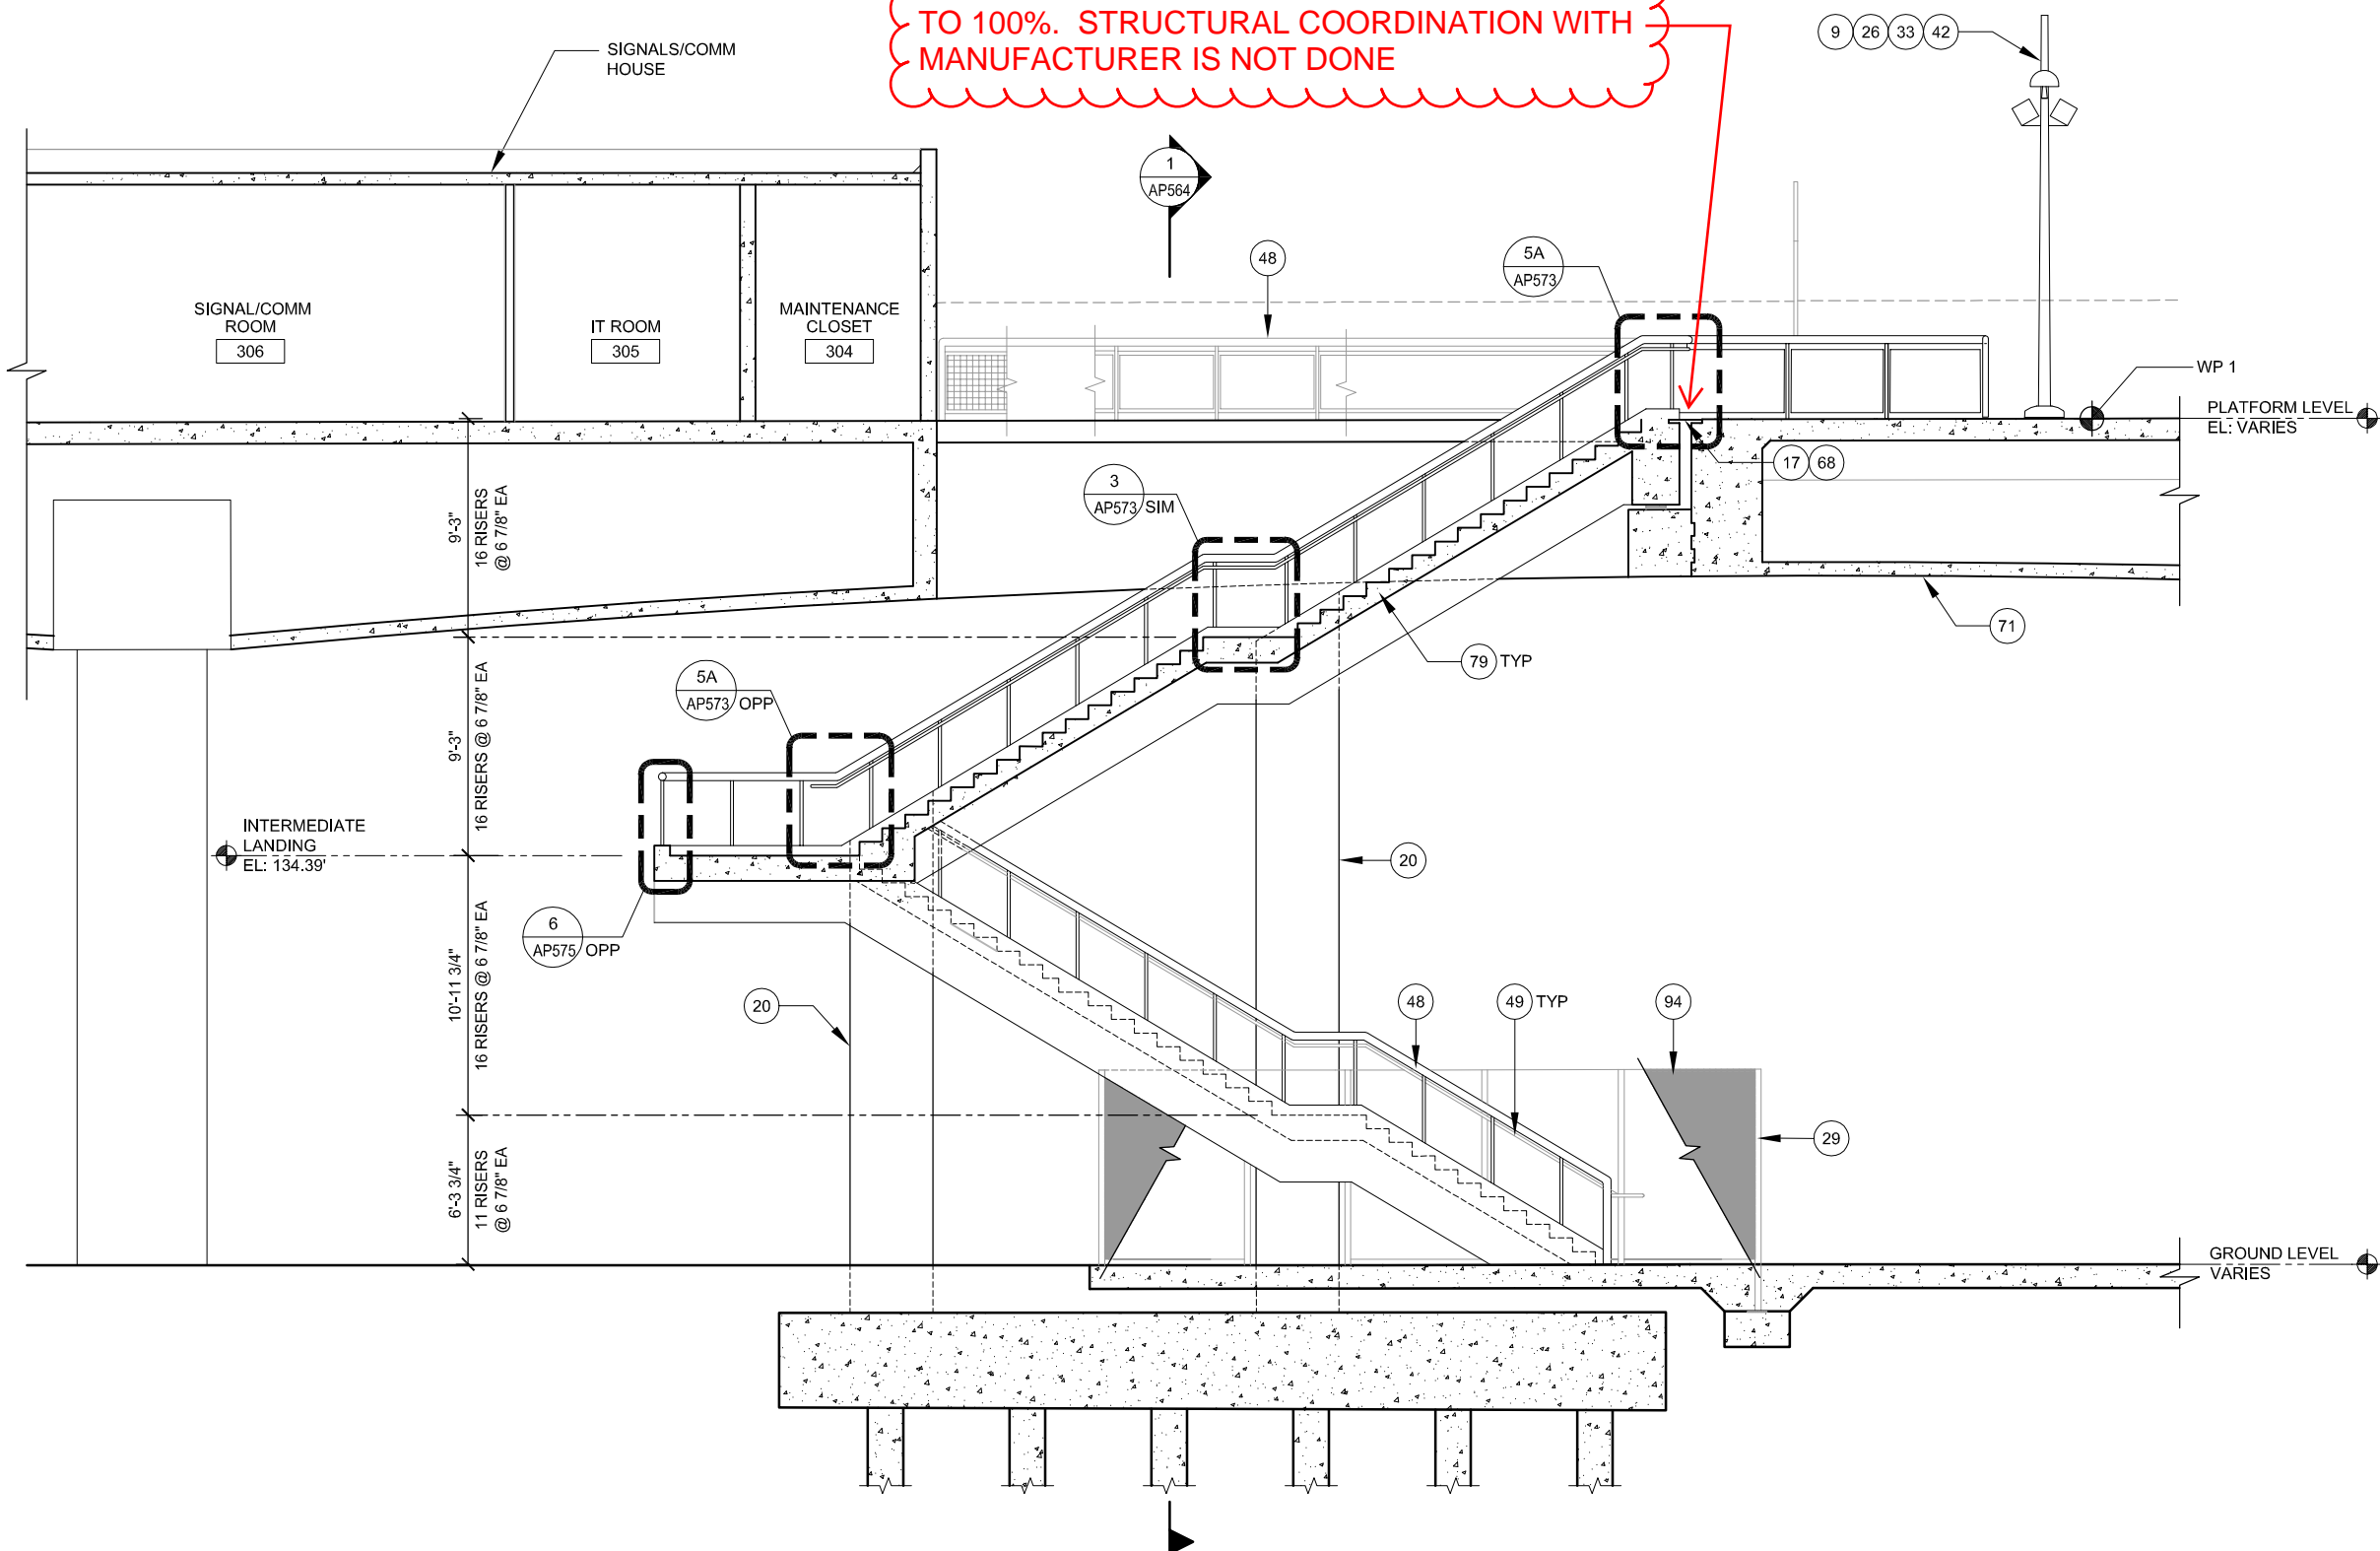 TO 100%.  STRUCTURAL COORDINATION WITH
MANUFACTURER IS NOT DONE
9 26 33 42
SIGNALS/COMM
HOUSE
1
AP564
48
5A
AP573
SIGNAL/COMM
ROOM
306
IT ROOM
305
MAINTENANCE
CLOSET
304
WP 1
PLATFORM LEVEL
EL: VARIES
17 68
3
AP573 SIM
9'-3"
16 RISERS
@ 6 7/8" EA
71
79 TYP
5A
AP573 OPP
9'-3"
16 RISERS @ 6 7/8" EA
INTERMEDIATE
LANDING
EL: 134.39'
20
6
AP575 OPP
10'-11 3/4"
16 RISERS @ 6 7/8" EA
20
48
49 TYP
94
29
6'-3 3/4"
11 RISERS
@ 6 7/8" EA
GROUND LEVEL
VARIES